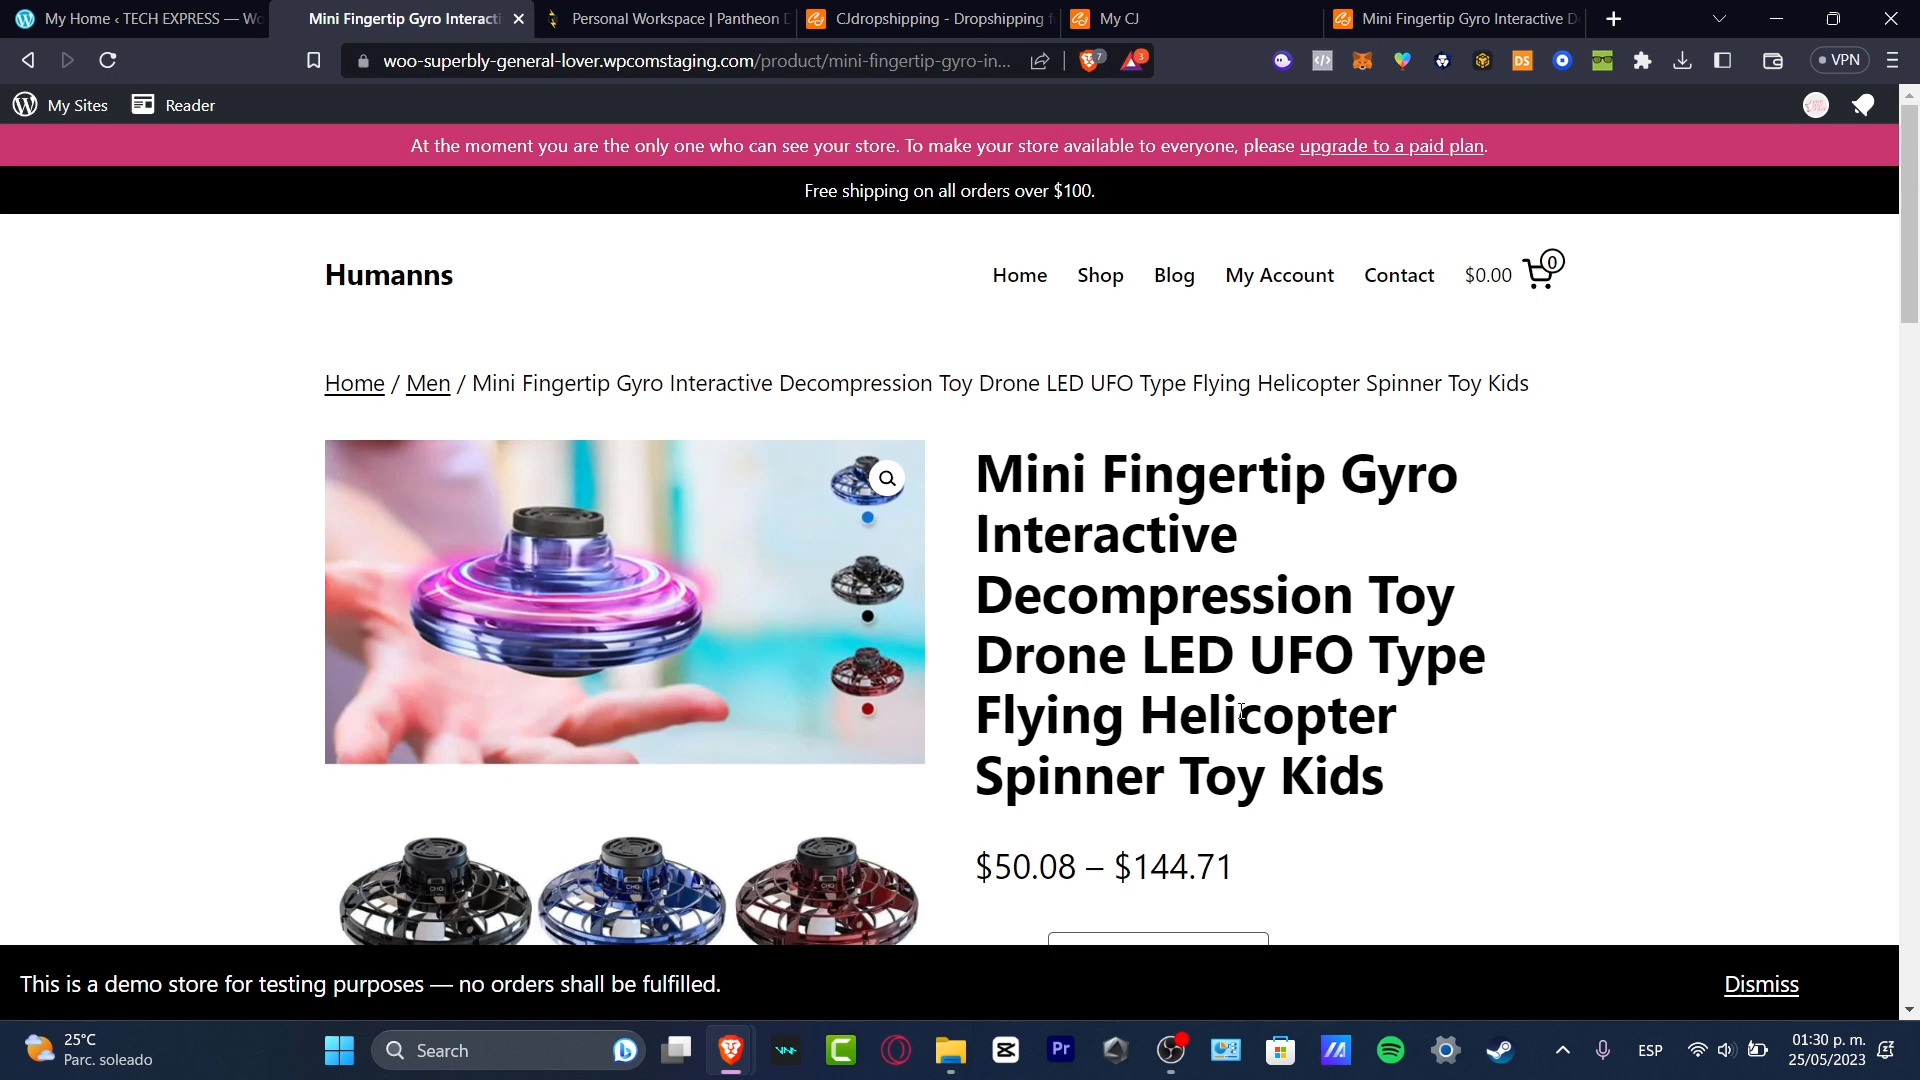 My Home ‹ TECH EXPRESS — Wo
Mini Fingertip Gyro Interacti
Personal Workspace | Pantheon D
CJdropshipping - Dropshipping f
My CJ
Mini Fingertip Gyro Interactive D
woo-superbly-general-lover.wpcomstaging.com/product/mini-fingertip-gyro-in...
7
3
DS
VPN
My Sites
Reader
At the moment you are the only one who can see your store. To make your store available to everyone, please upgrade to a paid plan.
Free shipping on all orders over $100.
Humanns
Home
Shop
Blog
My Account
Contact
$0.00
0
Home / Men / Mini Fingertip Gyro Interactive Decompression Toy Drone LED UFO Type Flying Helicopter Spinner Toy Kids
Mini Fingertip Gyro
Interactive
Decompression Toy
Drone LED UFO Type
Flying Helicopter
Spinner Toy Kids
$50.08 – $144.71
CHG
CHG
CHG
This is a demo store for testing purposes — no orders shall be fulfilled.
Dismiss
25°C
Parc. soleado
Search
Pr
ESP
01:30 p. m.
25/05/2023